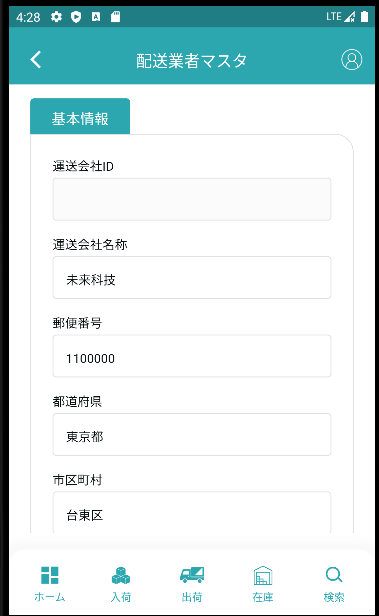 4:28 LTE
配送業者マスタ
基本情報
運送会社ID
運送会社名称
未来科技
郵便番号
1100000
都道府県
東京都
市区町村
台東区
ホーム 入荷 出荷 在庫 検索